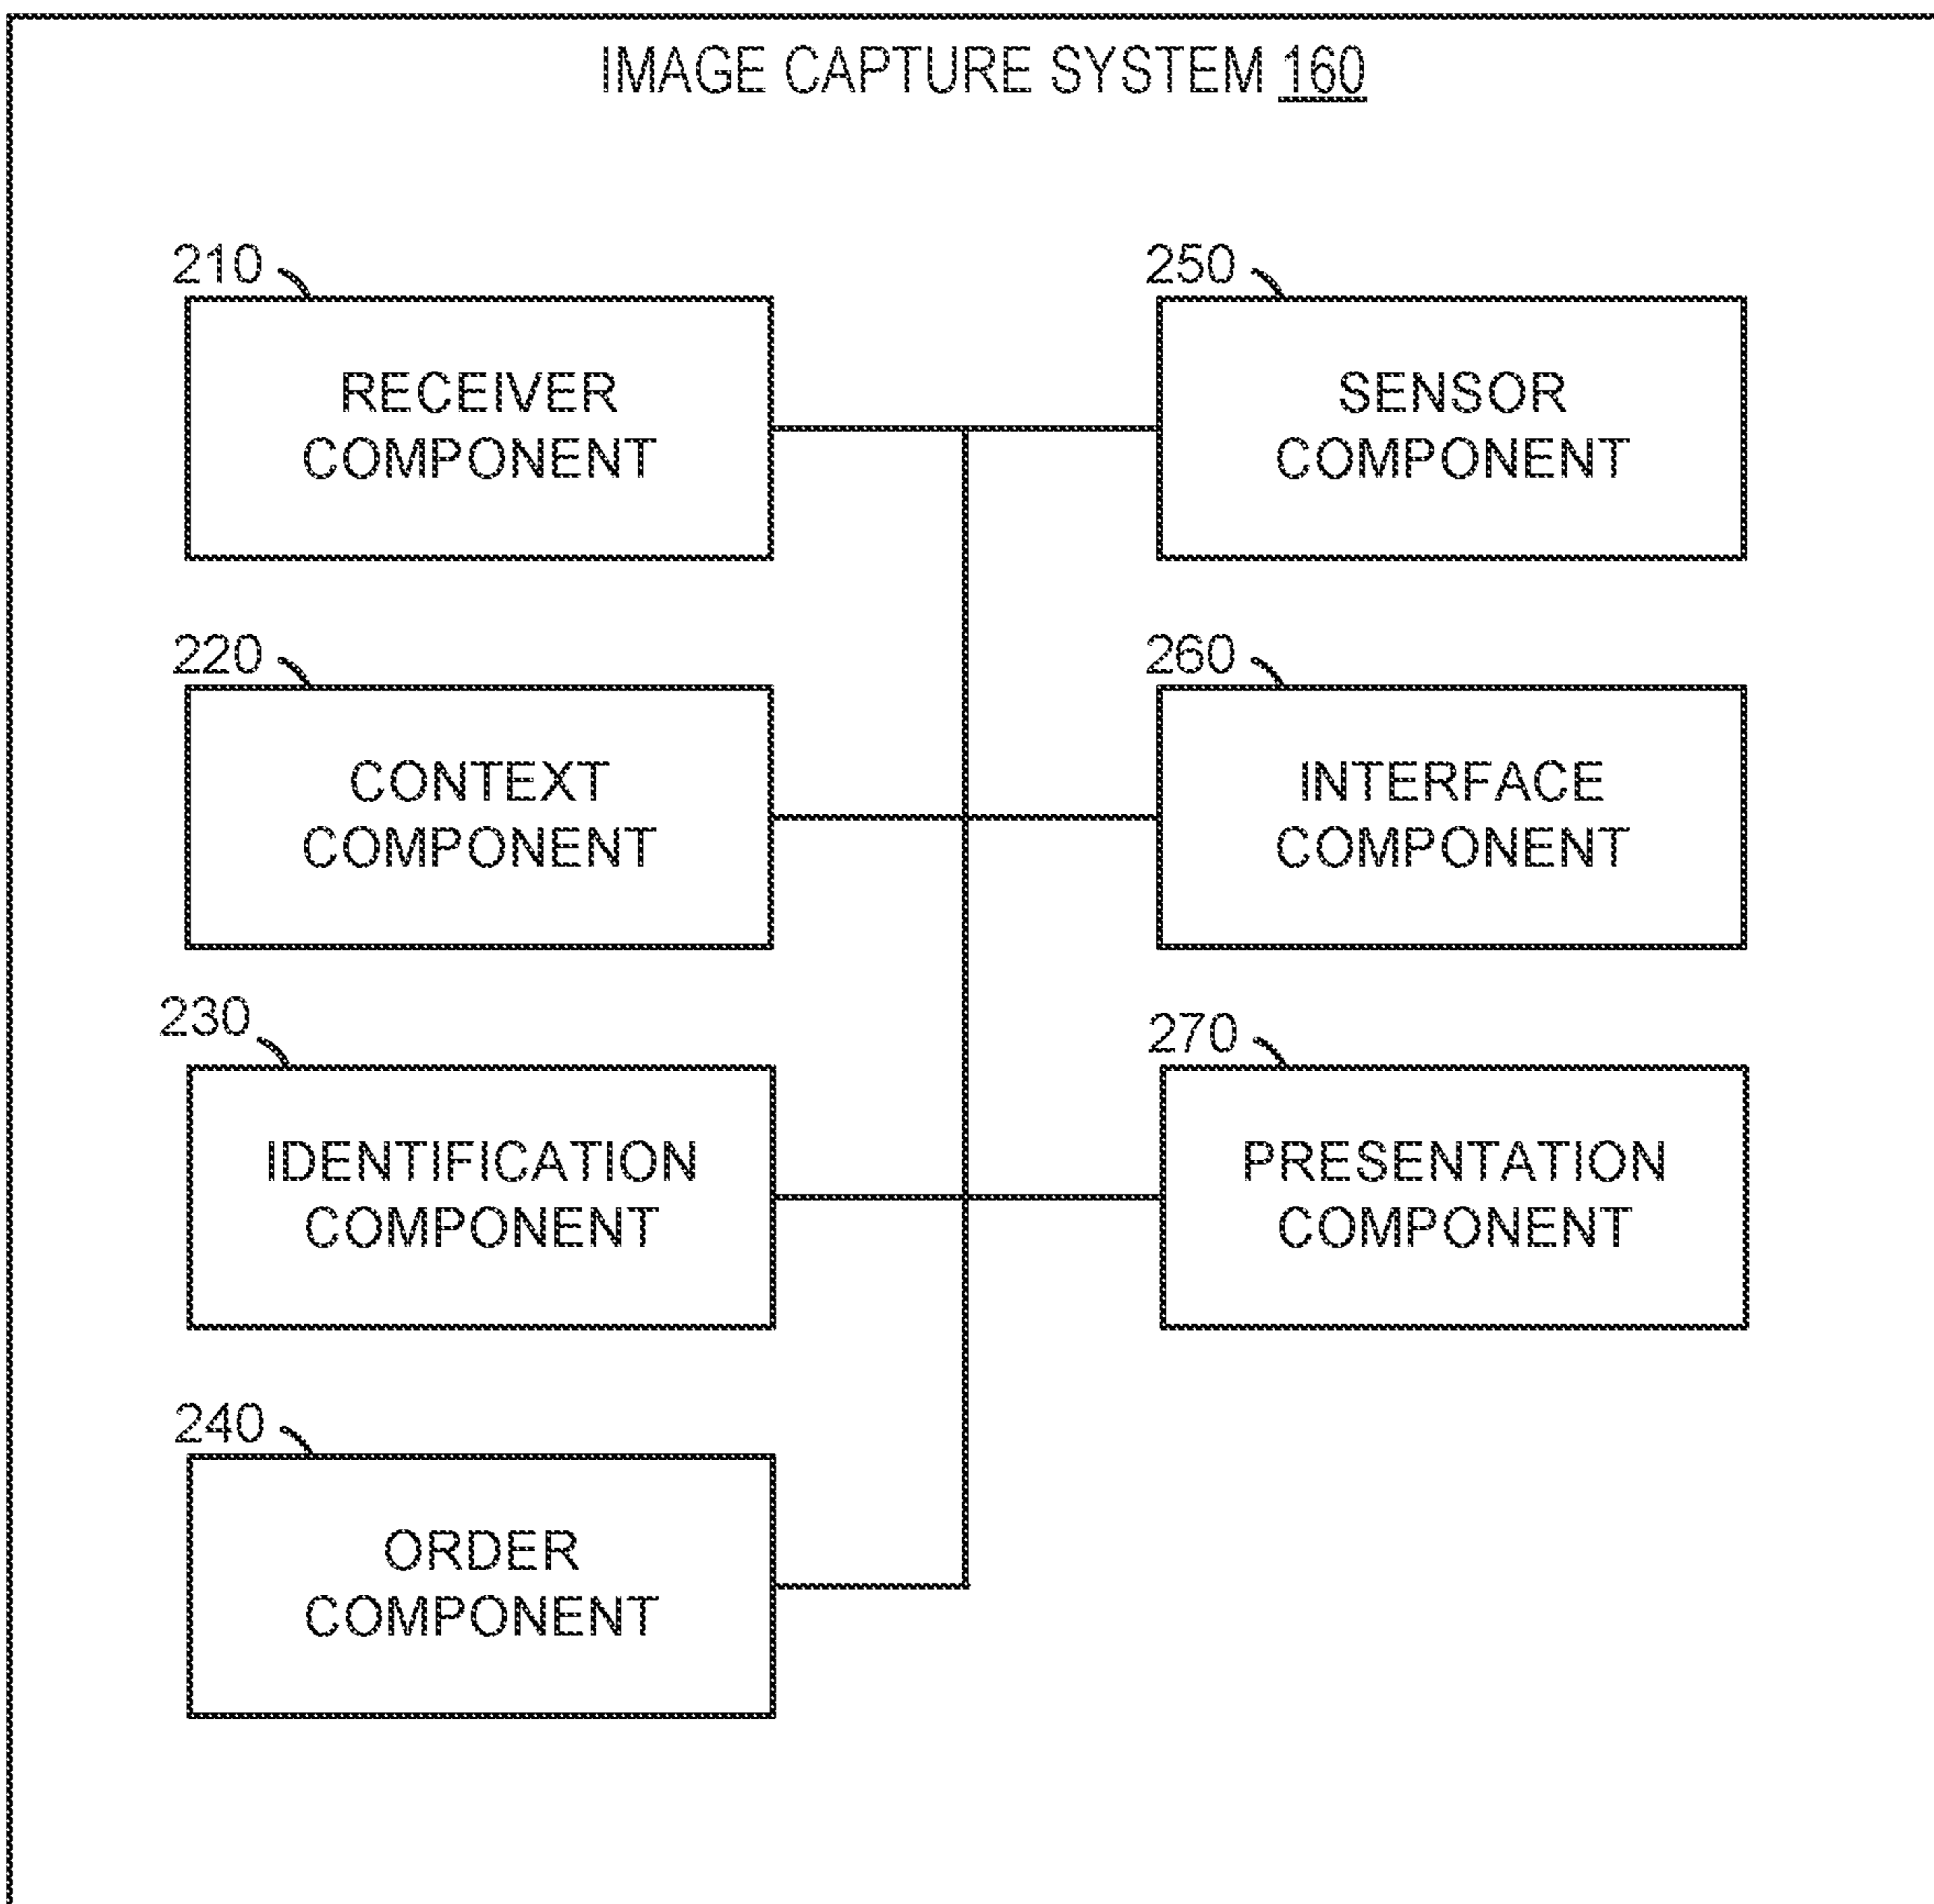 IMAGE CAPTURE SYSTEM 160
210
RECEIVER
COMPONENT
250
SENSOR
COMPONENT
220
CONTEXT
COMPONENT
260
INTERFACE
COMPONENT
230
IDENTIFICATION
COMPONENT
270
PRESENTATION
COMPONENT
240
ORDER
COMPONENT